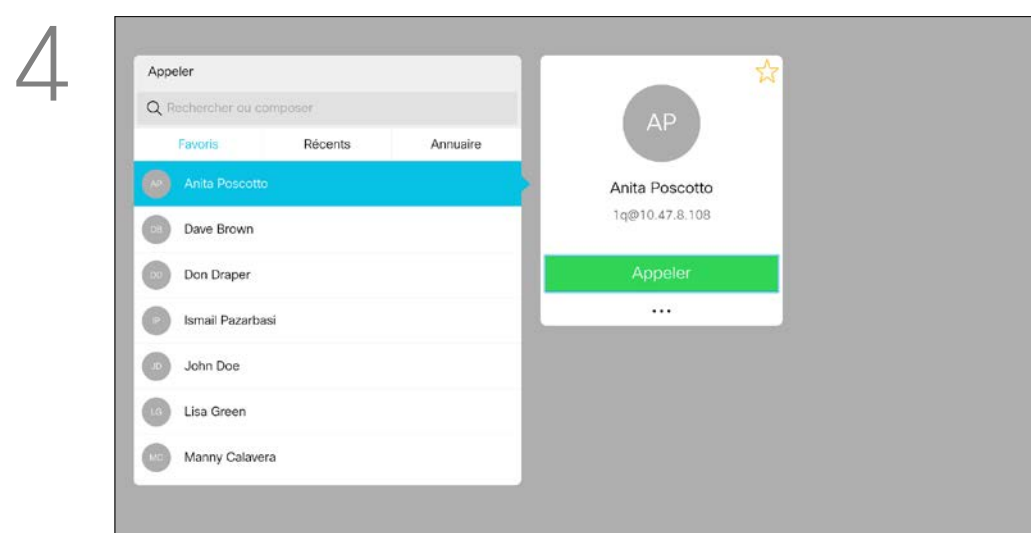 4
Appeler
Rechercher ou composer
Favoris Récents Annuaire
AP Anita Poscotto
DB Dave Brown
DD Don Draper
IP Ismail Pazarbasi
JD John Doe
LG Lisa Green
MC Manny Calavera
AP
Anita Poscotto
1q@10.47.8.108
Appeler
...